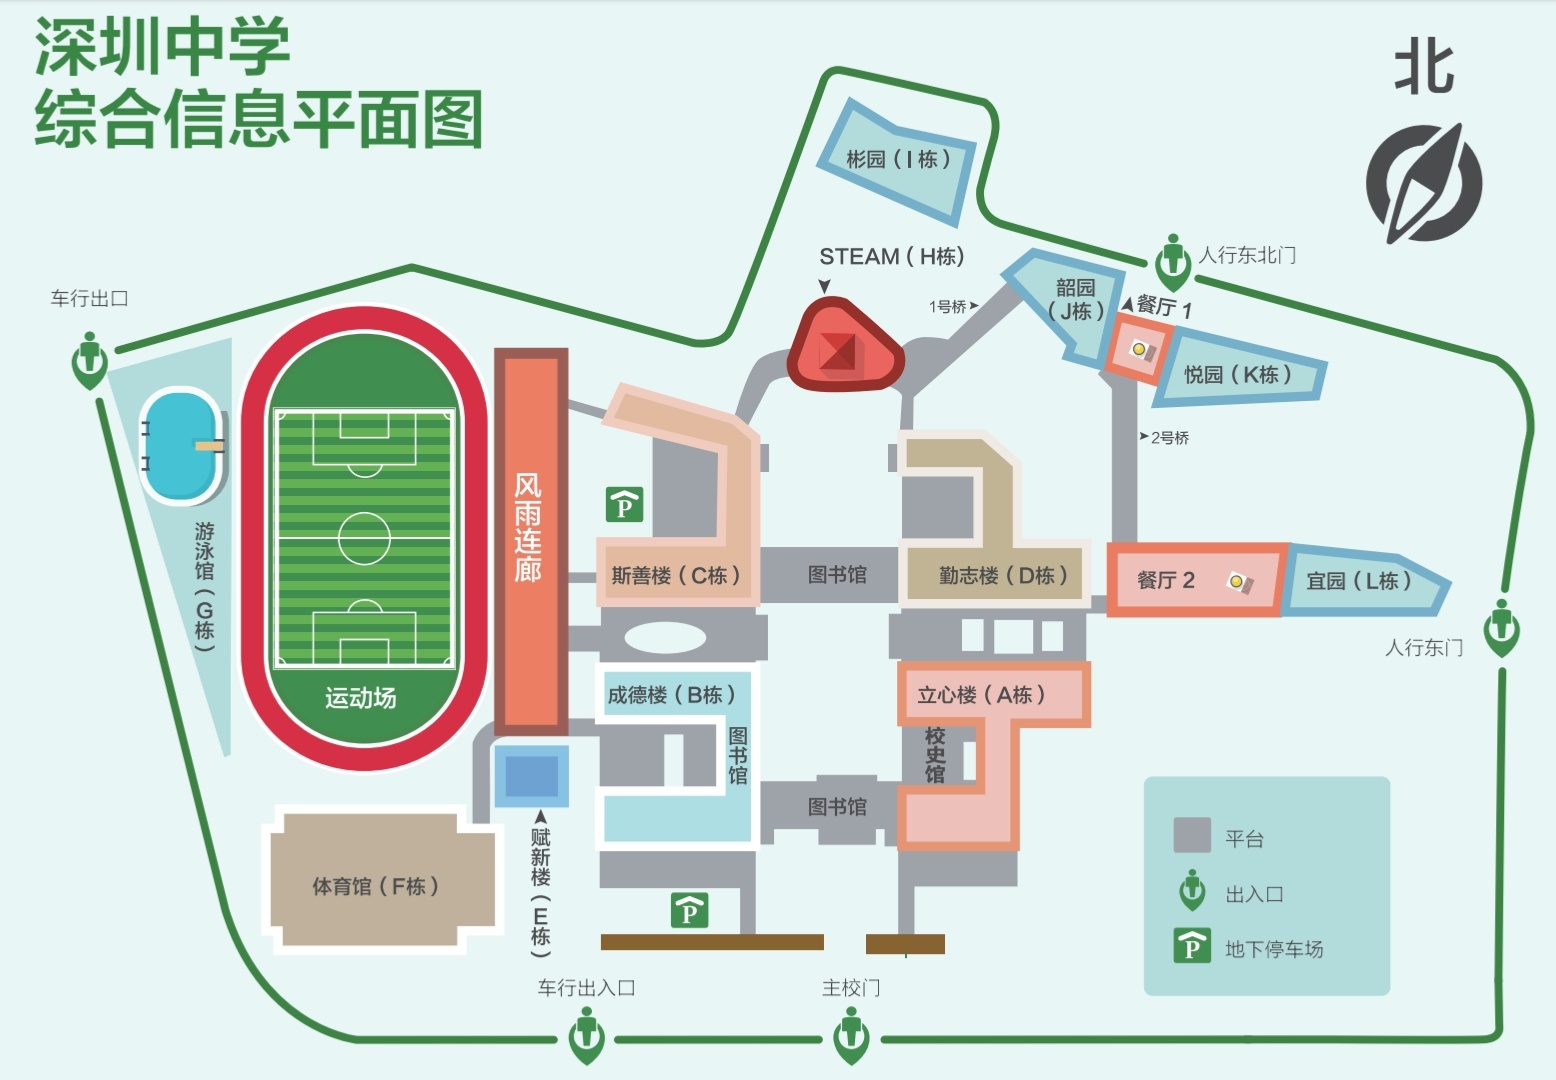 深圳中学
综合信息平面图
北
彬园（I 栋）
STEAM（H栋）
人行东北门
韶园
（J栋）
餐厅 1
1号桥
车行出口
悦园（K栋）
2号桥
风雨连廊
P
游泳馆（G栋）
斯善楼（C栋）
图书馆
勤志楼（D栋）
餐厅 2
宜园（L栋）
人行东门
运动场
成德楼（B栋）
图书馆
立心楼（A栋）
校史馆
图书馆
赋新楼（E栋）
体育馆（F栋）
P
平台
出入口
P
地下停车场
车行出入口
主校门